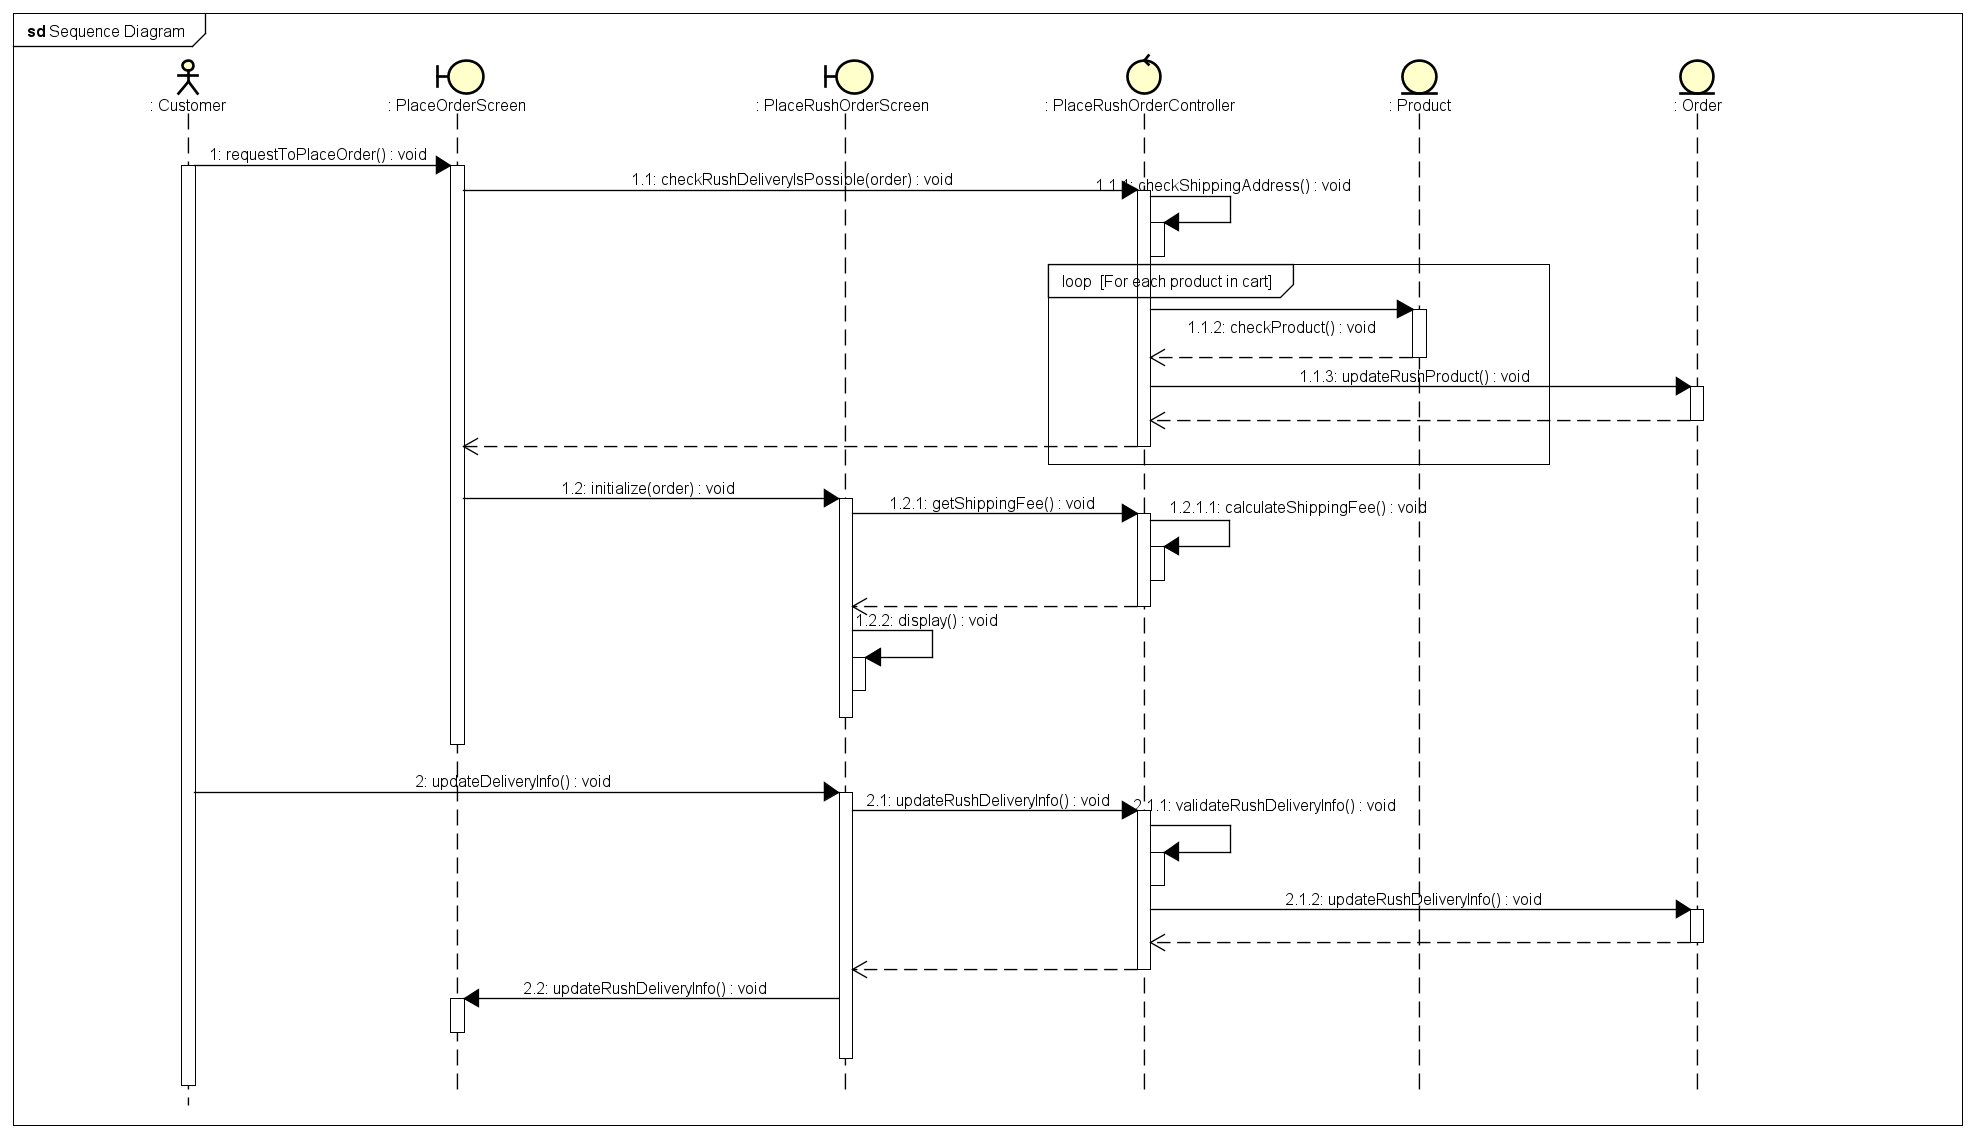 sd Sequence Diagram
: Customer
: PlaceOrderScreen
: PlaceRushOrderScreen
: PlaceRushOrderController
: Product
: Order
1: requestToPlaceOrder() : void
1.1: checkRushDeliveryIsPossible(order) : void
1.1.1: checkShippingAddress() : void
loop [For each product in cart]
1.1.2: checkProduct() : void
1.1.3: updateRushProduct() : void
1.2: initialize(order) : void
1.2.1: getShippingFee() : void
1.2.1.1: calculateShippingFee() : void
1.2.2: display() : void
2: updateDeliveryInfo() : void
2.1: updateRushDeliveryInfo() : void
2.1.1: validateRushDeliveryInfo() : void
2.1.2: updateRushDeliveryInfo() : void
2.2: updateRushDeliveryInfo() : void